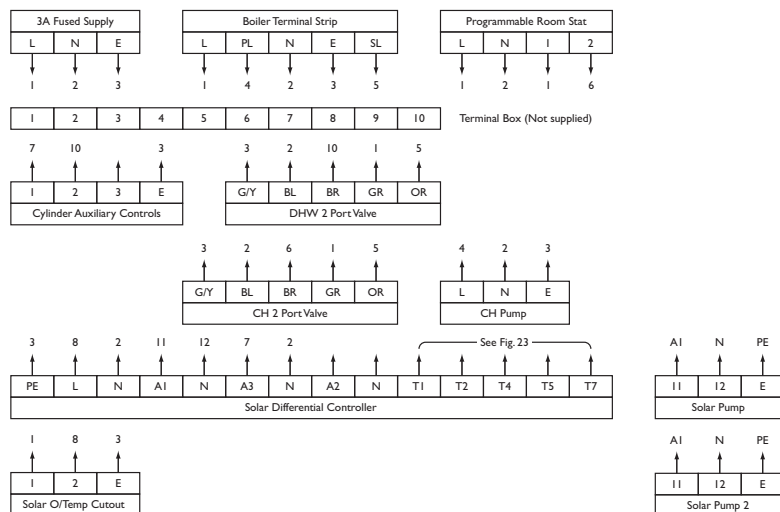 3A Fused Supply Boiler Terminal Strip Programmable Room Stat
L N E L PL N E SL L N 1 2
1 2 3 1 4 2 3 5 1 2 1 6
1 2 3 4 5 6 7 8 9 10 Terminal Box (Not supplied)
7 10 3 3 2 10 1 5
1 2 3 E G/Y BL BR GR OR
Cylinder Auxiliary Controls DHW 2 Port Valve
3 2 6 1 5 4 2 3
G/Y BL BR GR OR L N E
CH 2 Port Valve CH Pump
3 8 2 11 12 7 2 See Fig. 23 A1 N PE
PE L N A1 N A3 N A2 N T1 T2 T4 T5 T7 11 12 E
Solar Differential Controller Solar Pump
1 8 3 A1 N PE
1 2 E 11 12 E
Solar O/Temp Cutout Solar Pump 2